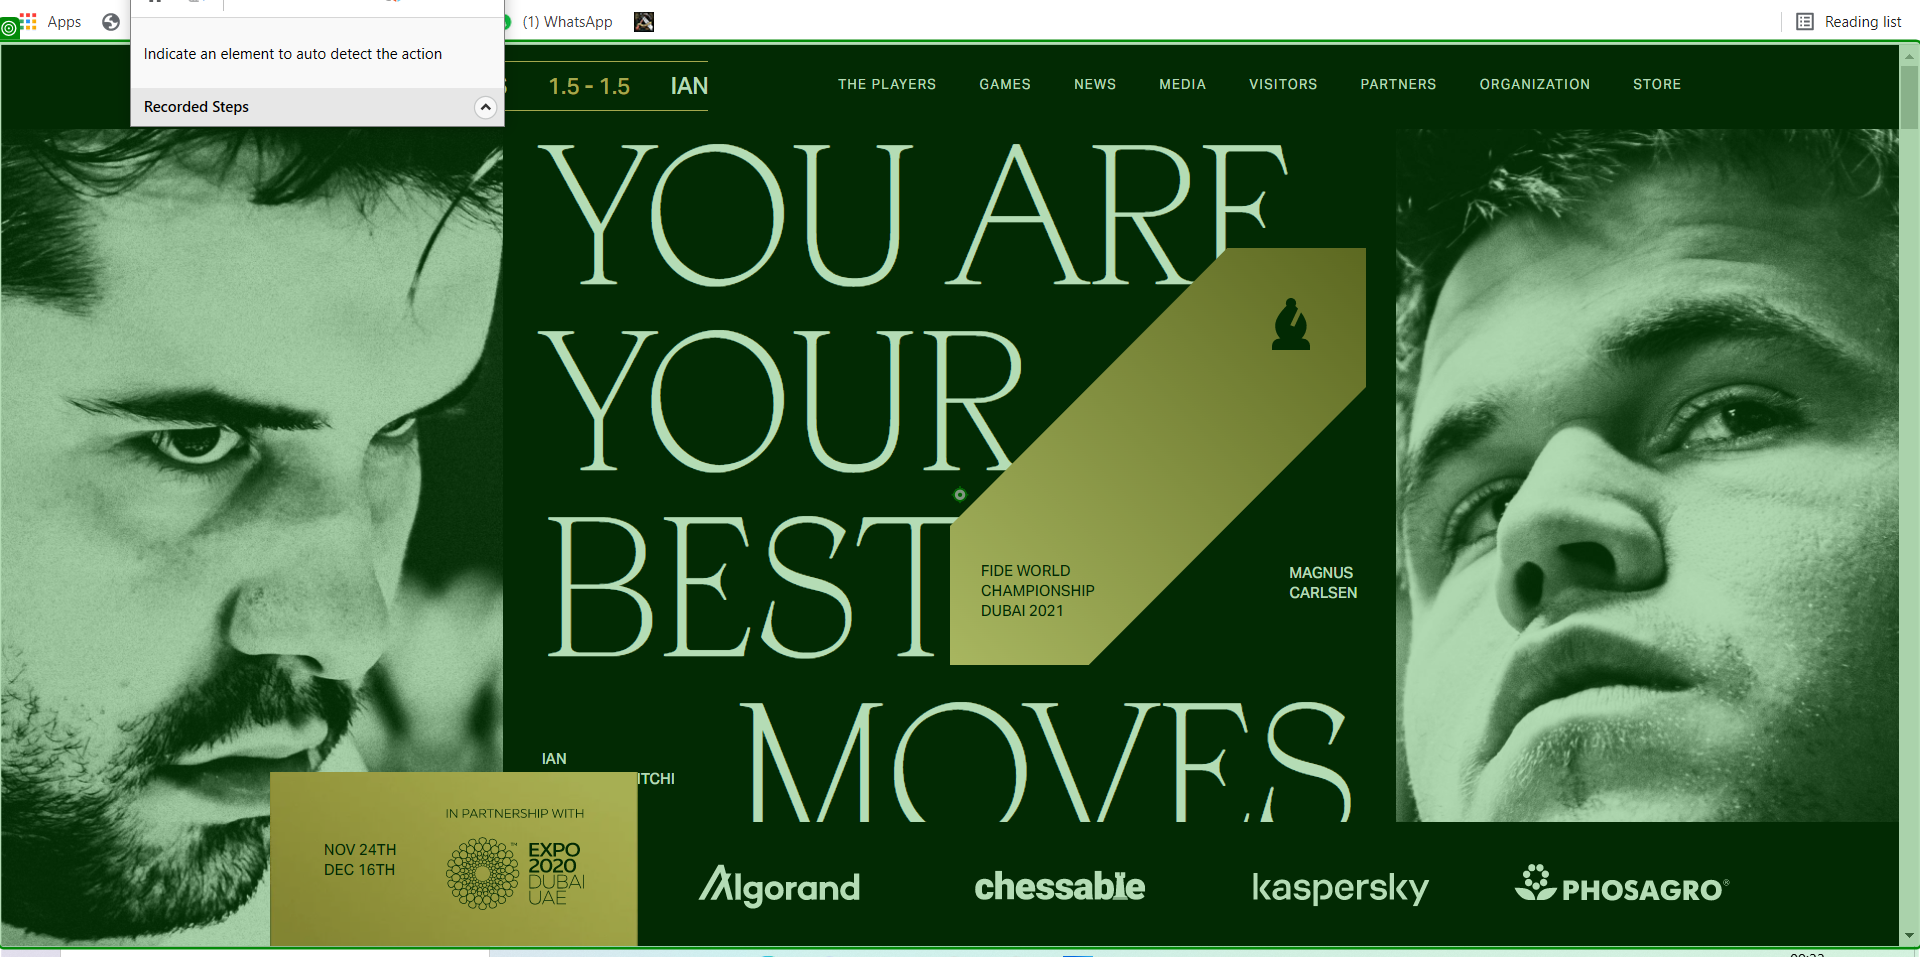 Apps
(1) WhatsApp
Reading list
Indicate an element to auto detect the action
Recorded Steps
1.5 - 1.5 IAN
THE PLAYERS GAMES NEWS MEDIA VISITORS PARTNERS ORGANIZATION STORE
YOU ARE
YOUR
BEST
MOVES
FIDE WORLD
CHAMPIONSHIP
DUBAI 2021
MAGNUS
CARLSEN
IAN
ITCHI
IN PARTNERSHIP WITH
NOV 24TH
DEC 16TH
EXPO
2020
DUBAI
UAE
™
Algorand
chessable
kaspersky
PHOSAGRO®